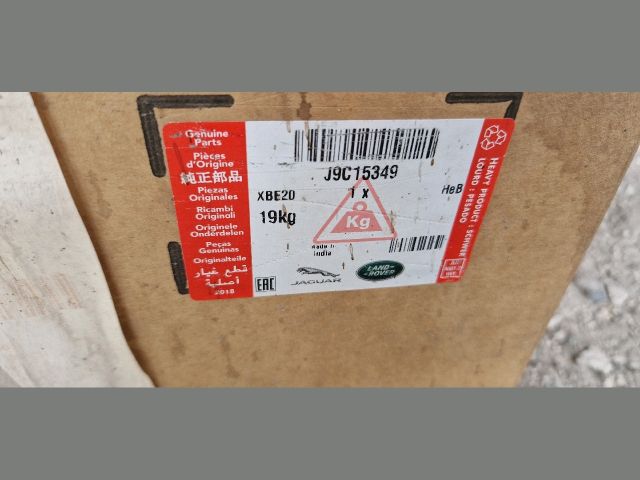 Genuine
Parts
Pièces
d'Origine
純正部品
Piezas
Originales
Ricambi
Originali
Originele
Onderdelen
Peças
Genuinas
Originalteile
قطع غيار
أصلية
2018
J9C15349
XBE20
1 x
HeB
19kg
Kg
Made in
India
EAC
JAGUAR
LAND-
-ROVER
HEAVY PRODUCT : SCHWER
LOURD : PESADO